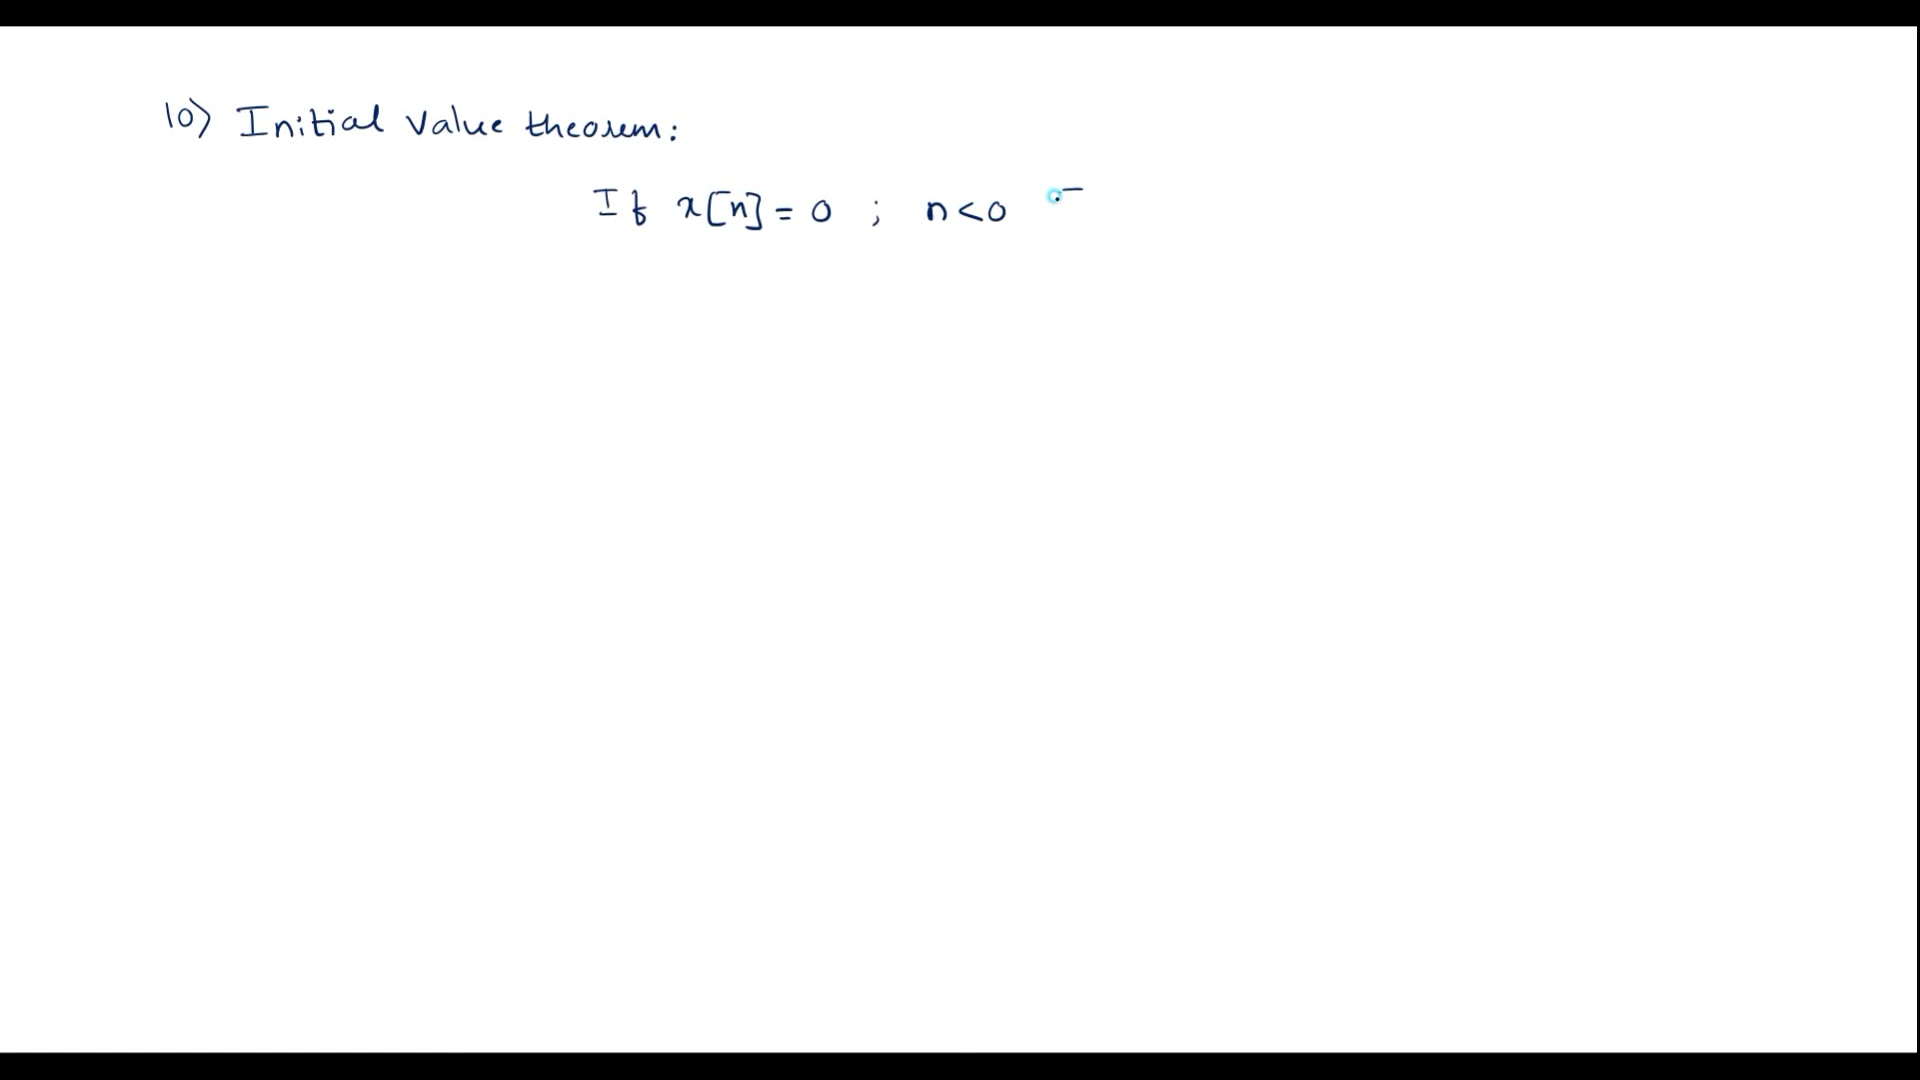 10) Initial Value theorem:
If x[n] = 0 ; n<0